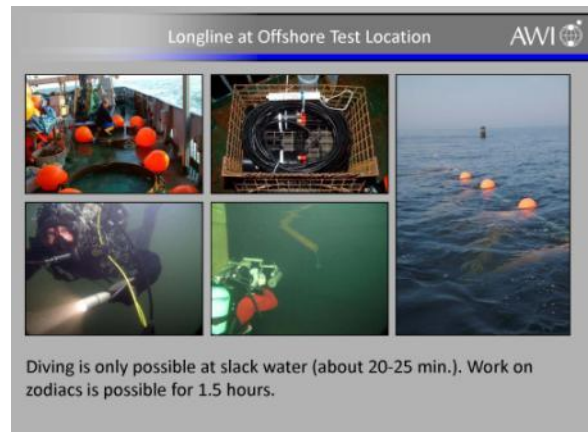 Longline at Offshore Test Location
AWI
Diving is only possible at slack water (about 20-25 min.). Work on
zodiacs is possible for 1.5 hours.